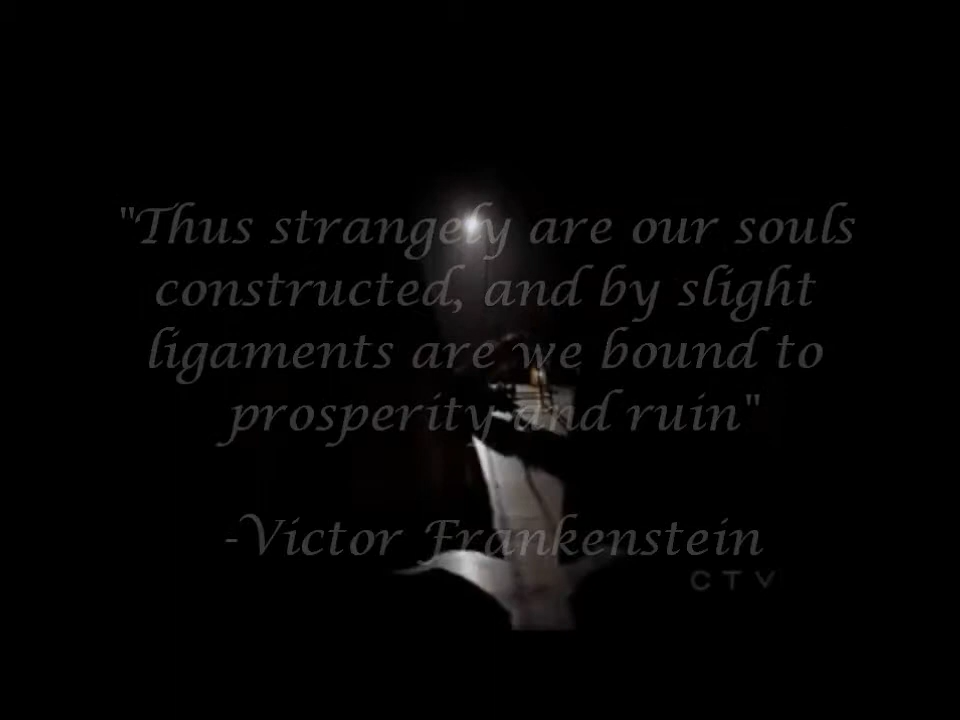 "Thus strangely are our souls
constructed, and by slight
ligaments are we bound to
prosperity and ruin"
-Victor Frankenstein
CTV